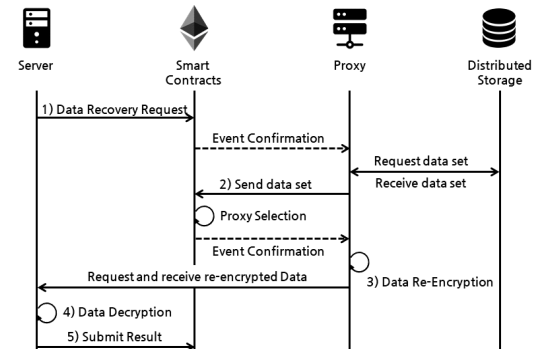 Server
Smart
Contracts
Proxy
Distributed
Storage
1) Data Recovery Request
Event Confirmation
Request data set
Receive data set
2) Send data set
Proxy Selection
Event Confirmation
Request and receive re-encrypted Data
3) Data Re-Encryption
4) Data Decryption
5) Submit Result